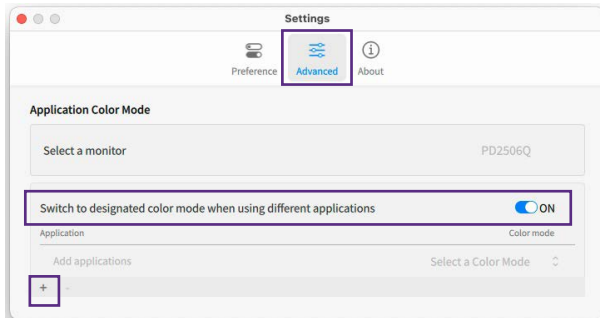 Settings
Preference Advanced About
Application Color Mode
Select a monitor PD2506Q
Switch to designated color mode when using different applications ON
Application Color mode
Add applications Select a Color Mode
+ -